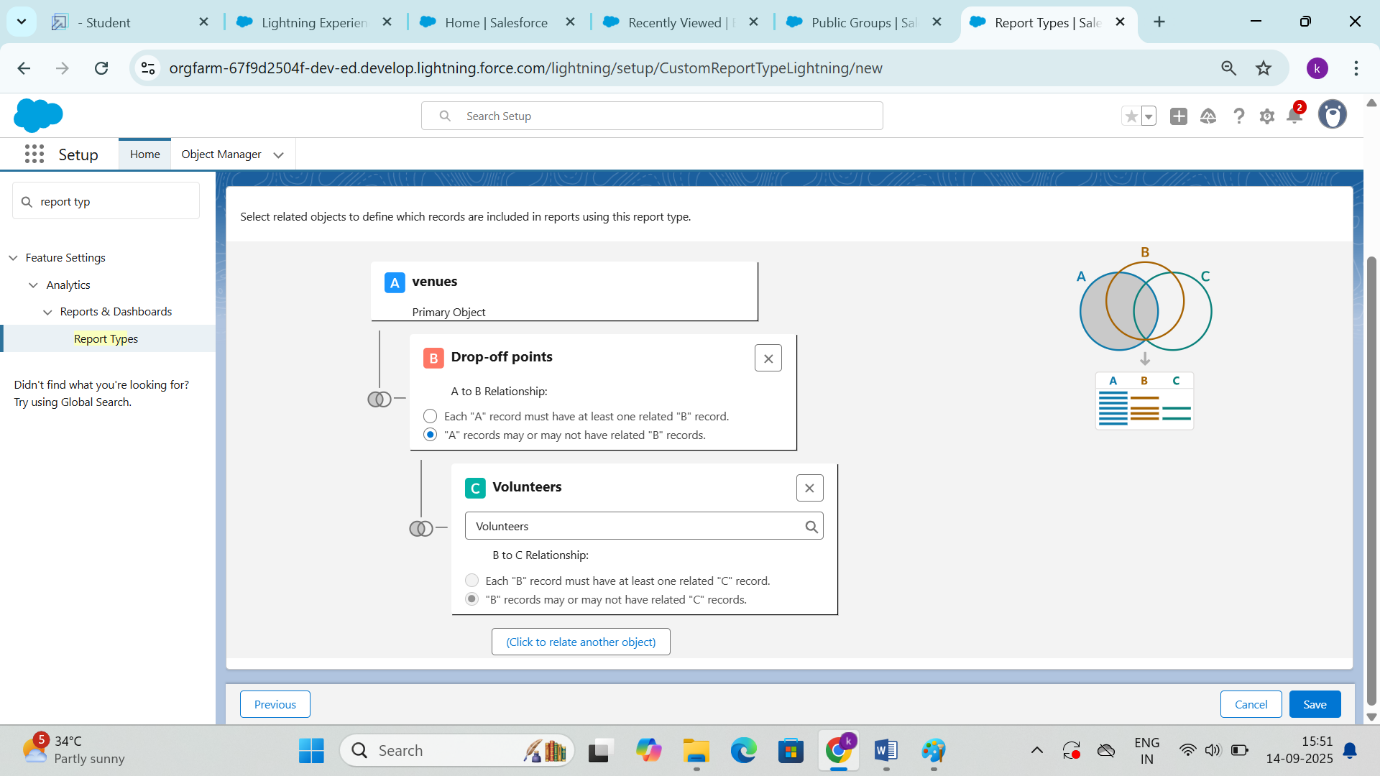 - Student
Lightning Experien
Home | Salesforce
Recently Viewed |
Public Groups | Sal
Report Types | Sale
orgfarm-67f9d2504f-dev-ed.develop.lightning.force.com/lightning/setup/CustomReportTypeLightning/new
k
Search Setup
2
Setup
Home
Object Manager
report typ
Feature Settings
Analytics
Reports & Dashboards
Report Types
Didn't find what you're looking for?
Try using Global Search.
Select related objects to define which records are included in reports using this report type.
A venues
Primary Object
B Drop-off points
A to B Relationship:
Each "A" record must have at least one related "B" record.
"A" records may or may not have related "B" records.
C Volunteers
Volunteers
B to C Relationship:
Each "B" record must have at least one related "C" record.
"B" records may or may not have related "C" records.
(Click to relate another object)
B
A C
A B C
Previous
Cancel
Save
5
34°C
Partly sunny
Search
k
ENG
IN
15:51
14-09-2025